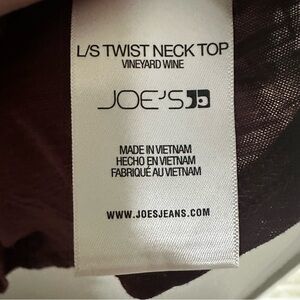 L/S TWIST NECK TOP
VINEYARD WINE
JOE'S
MADE IN VIETNAM
HECHO EN VIETNAM
FABRIQUÉ AU VIETNAM
WWW.JOESJEANS.COM